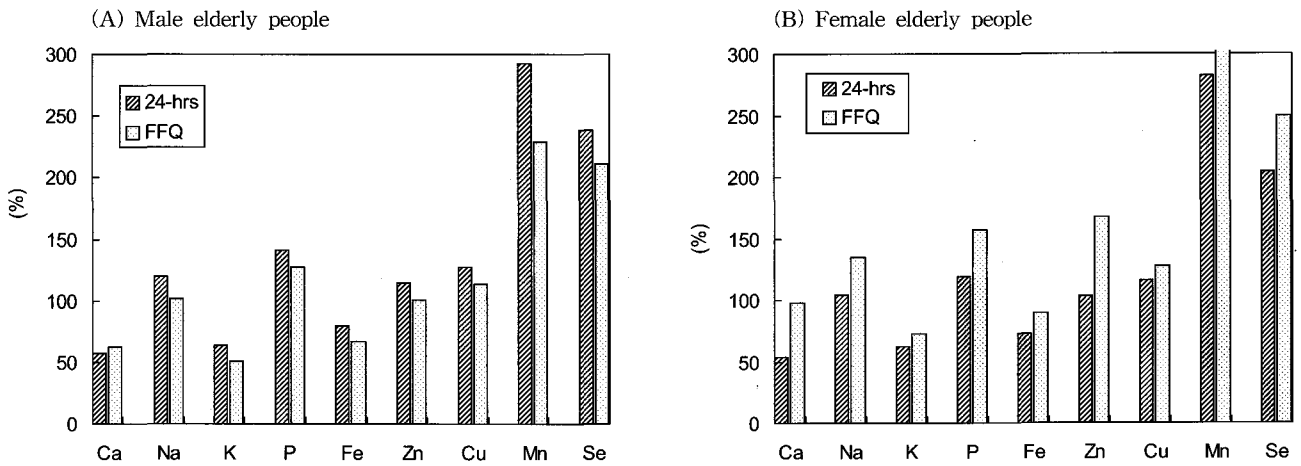 (A) Male elderly people
300
250
200
150
100
50
0
(%)
24-hrs
FFQ
Ca Na K P Fe Zn Cu Mn Se
(B) Female elderly people
300
250
200
150
100
50
0
(%)
24-hrs
FFQ
Ca Na K P Fe Zn Cu Mn Se